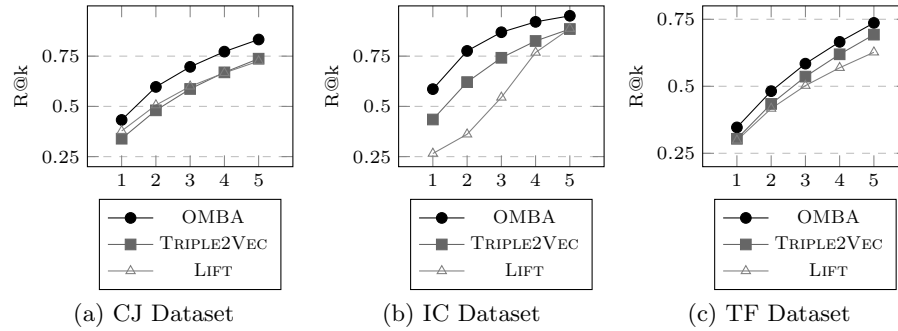 R@k
0.75
0.5
0.25
1 2 3 4 5
OMBA
TRIPLE2VEC
LIFT
(a) CJ Dataset
R@k
0.75
0.5
0.25
1 2 3 4 5
OMBA
TRIPLE2VEC
LIFT
(b) IC Dataset
R@k
0.75
0.5
0.25
1 2 3 4 5
OMBA
TRIPLE2VEC
LIFT
(c) TF Dataset